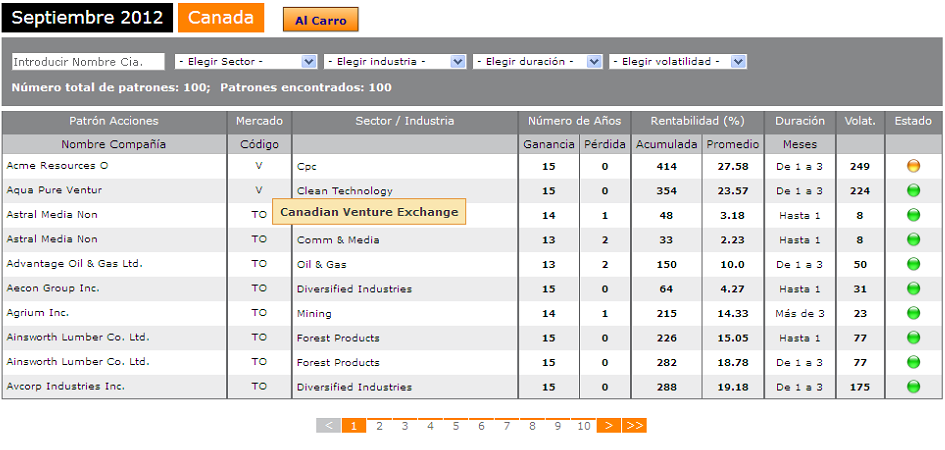 Septiembre 2012 Canada Al Carro
Introducir Nombre Cia. - Elegir Sector - - Elegir industria - - Elegir duración - - Elegir volatilidad -
Número total de patrones: 100; Patrones encontrados: 100
Patrón Acciones Mercado Sector / Industria Número de Años Rentabilidad (%) Duración Volat. Estado
Nombre Compañía Código Ganancia Pérdida Acumulada Promedio Meses
Acme Resources O V Cpc 15 0 414 27.58 De 1 a 3 249
Aqua Pure Ventur V Clean Technology 15 0 354 23.57 De 1 a 3 224
Astral Media Non TO Canadian Venture Exchange 14 1 48 3.18 Hasta 1 8
Astral Media Non TO Comm & Media 13 2 33 2.23 Hasta 1 8
Advantage Oil & Gas Ltd. TO Oil & Gas 13 2 150 10.0 De 1 a 3 50
Aecon Group Inc. TO Diversified Industries 15 0 64 4.27 Hasta 1 31
Agrium Inc. TO Mining 14 1 215 14.33 Más de 3 23
Ainsworth Lumber Co. Ltd. TO Forest Products 15 0 226 15.05 Hasta 1 77
Ainsworth Lumber Co. Ltd. TO Forest Products 15 0 282 18.78 De 1 a 3 77
Avcorp Industries Inc. TO Diversified Industries 15 0 288 19.18 De 1 a 3 175
< 1 2 3 4 5 6 7 8 9 10 > >>